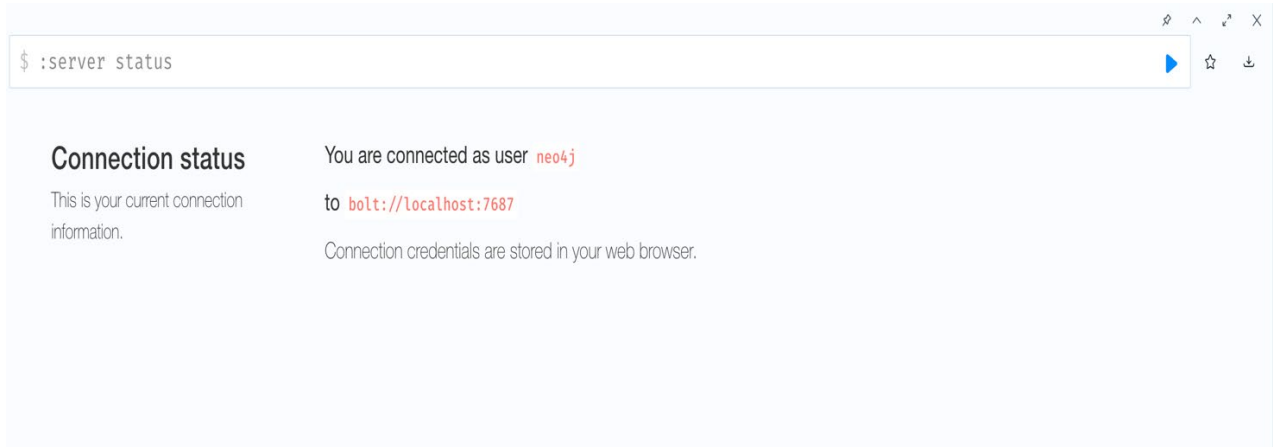 $ :server status
Connection status
This is your current connection
information.
You are connected as user neo4j
to bolt://localhost:7687
Connection credentials are stored in your web browser.